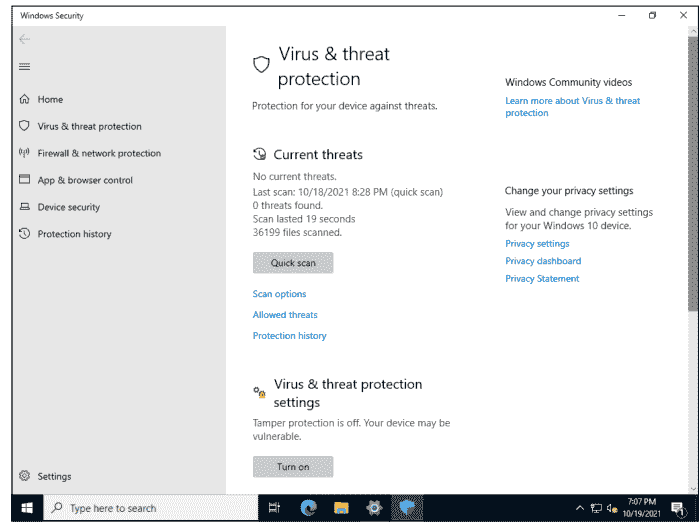 Windows Security
Home
Virus & threat protection
Firewall & network protection
App & browser control
Device security
Protection history
Settings
Virus & threat
protection
Protection for your device against threats.
Current threats
No current threats.
Last scan: 10/18/2021 8:28 PM (quick scan)
0 threats found.
Scan lasted 19 seconds
36199 files scanned.
Quick scan
Scan options
Allowed threats
Protection history
Virus & threat protection
settings
Tamper protection is off. Your device may be
vulnerable.
Turn on
Windows Community videos
Learn more about Virus & threat
protection
Change your privacy settings
View and change privacy settings
for your Windows 10 device.
Privacy settings
Privacy dashboard
Privacy Statement
Type here to search
7:07 PM
10/19/2021